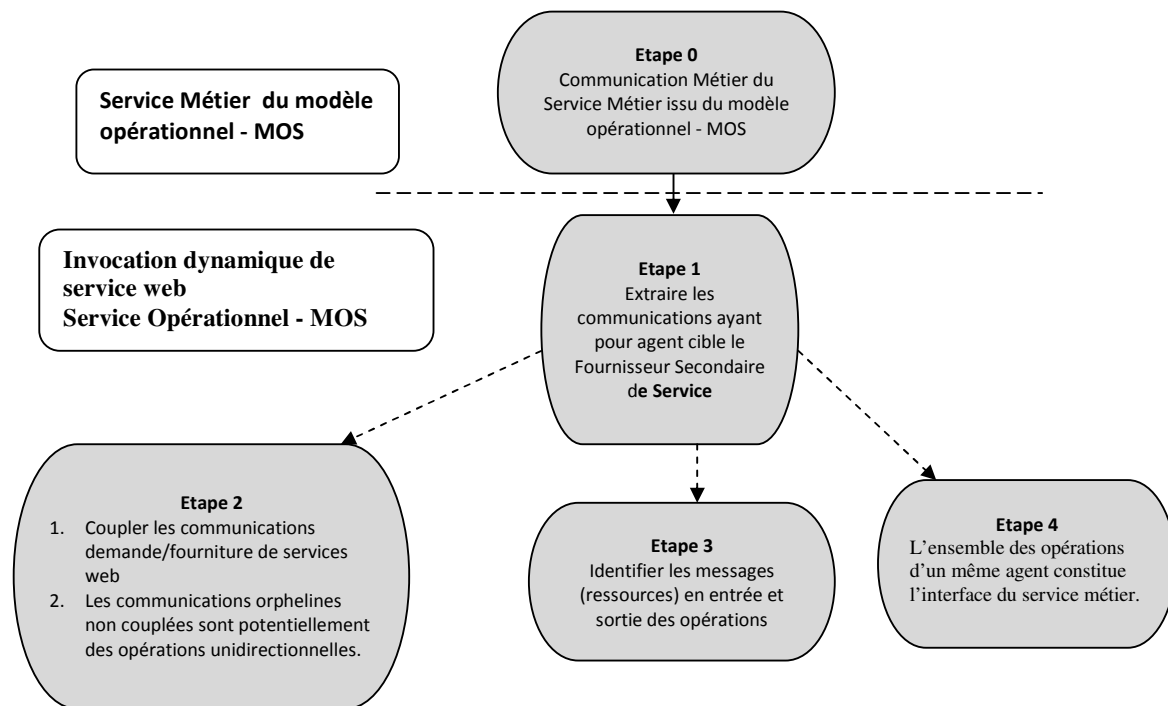 Etape 0
Communication Métier du
Service Métier issu du modèle
opérationnel - MOS
Service Métier du modèle
opérationnel - MOS
Invocation dynamique de
service web
Service Opérationnel - MOS
Etape 1
Extraire les
communications ayant
pour agent cible le
Fournisseur Secondaire
de Service
Etape 2
1. Coupler les communications
demande/fourniture de services
web
2. Les communications orphelines
non couplées sont potentiellement
des opérations unidirectionnelles.
Etape 3
Identifier les messages
(ressources) en entrée et
sortie des opérations
Etape 4
L'ensemble des opérations
d'un même agent constitue
l'interface du service métier.